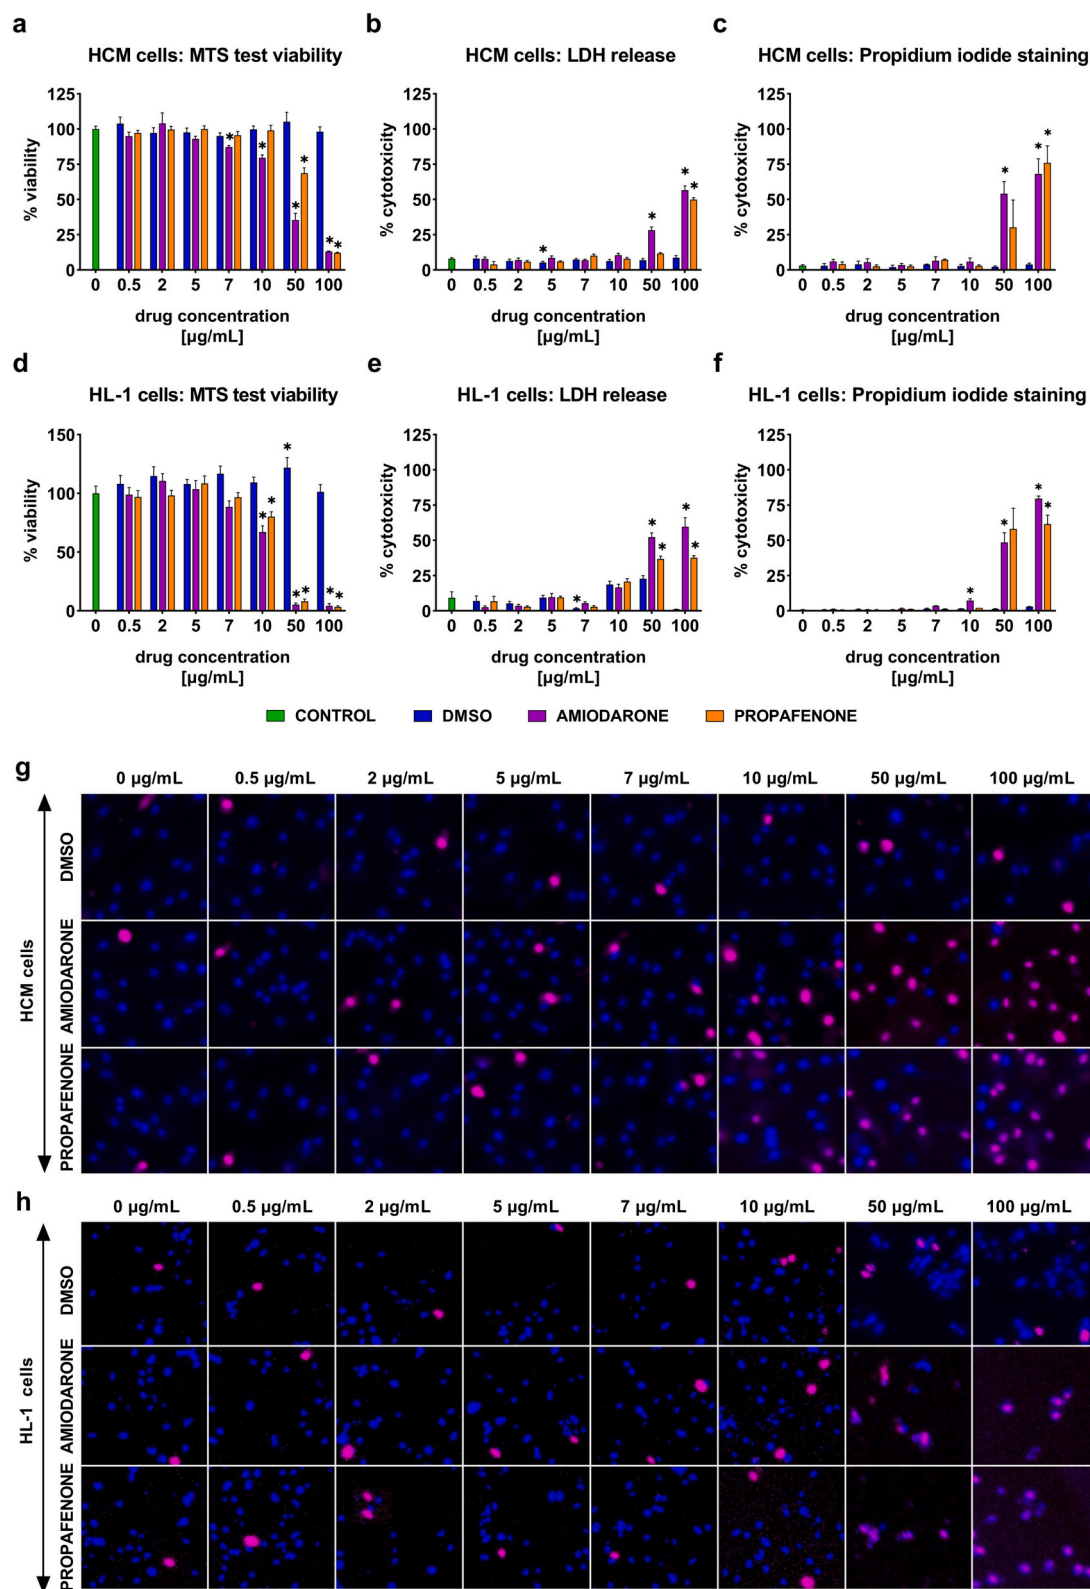 a
b
c
HCM cells: MTS test viability
HCM cells: LDH release
HCM cells: Propidium iodide staining
% viability
125
100
75
50
25
0
* * * * * *
0 0.5 2 5 7 10 50 100
drug concentration
[µg/mL]
% cytotoxicity
125
100
75
50
25
0
* * * *
0 0.5 2 5 7 10 50 100
drug concentration
[µg/mL]
% cytotoxicity
125
100
75
50
25
0
* * *
0 0.5 2 5 7 10 50 100
drug concentration
[µg/mL]
d
e
f
HL-1 cells: MTS test viability
HL-1 cells: LDH release
HL-1 cells: Propidium iodide staining
% viability
150
100
50
0
* * * * * * *
0 0.5 2 5 7 10 50 100
drug concentration
[µg/mL]
% cytotoxicity
125
100
75
50
25
0
* * * * *
0 0.5 2 5 7 10 50 100
drug concentration
[µg/mL]
% cytotoxicity
125
100
75
50
25
0
* * * *
0 0.5 2 5 7 10 50 100
drug concentration
[µg/mL]
CONTROL DMSO AMIODARONE PROPAFENONE
g
0 µg/mL 0.5 µg/mL 2 µg/mL 5 µg/mL 7 µg/mL 10 µg/mL 50 µg/mL 100 µg/mL
HCM cells
DMSO
AMIODARONE
PROPAFENONE
h
0 µg/mL 0.5 µg/mL 2 µg/mL 5 µg/mL 7 µg/mL 10 µg/mL 50 µg/mL 100 µg/mL
HL-1 cells
DMSO
AMIODARONE
PROPAFENONE